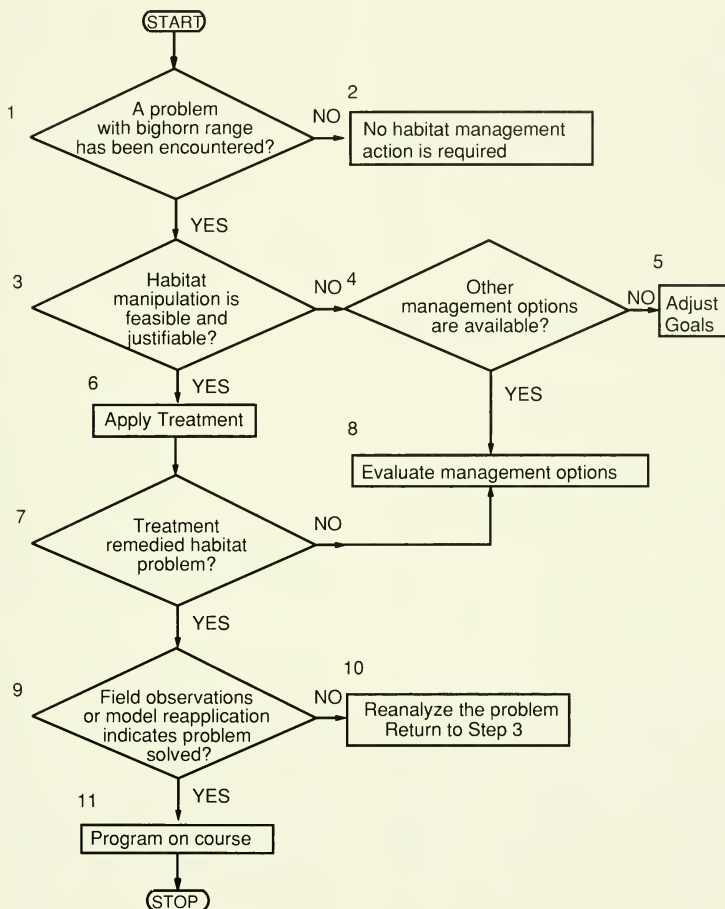 START
1
A problem
with bighorn range
has been encountered?
NO
2
No habitat management
action is required
YES
3
Habitat
manipulation is
feasible and
justifiable?
NO
4
Other
management options
are available?
NO
5
Adjust
Goals
YES
6
Apply Treatment
YES
8
Evaluate management options
7
Treatment
remedied habitat
problem?
NO
YES
9
Field observations
or model reapplication
indicates problem
solved?
NO
10
Reanalyze the problem
Return to Step 3
YES
11
Program on course
STOP